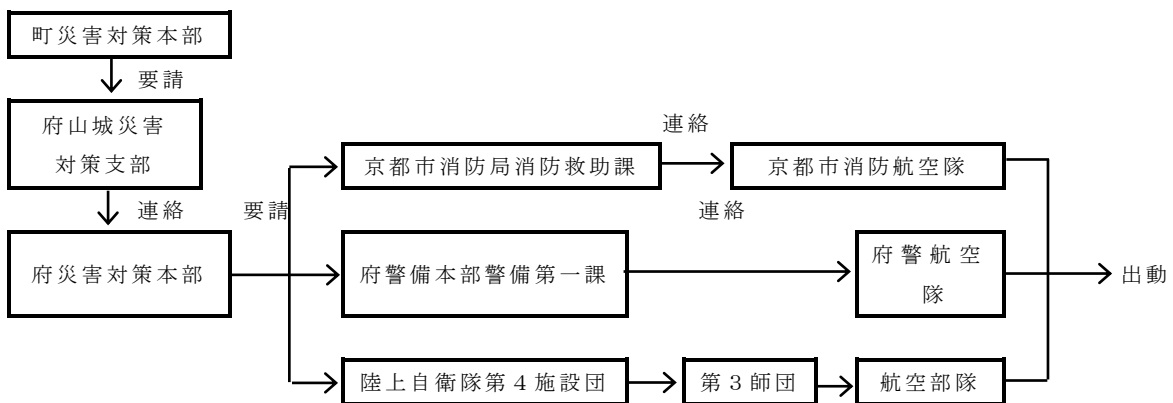 町災害対策本部
要請
府山城災害
対策支部
連絡
京都市消防局消防救助課
連絡
京都市消防航空隊
連絡
要請
府災害対策本部
府警備本部警備第一課
府警航空
隊
出動
陸上自衛隊第４施設団
第３師団
航空部隊